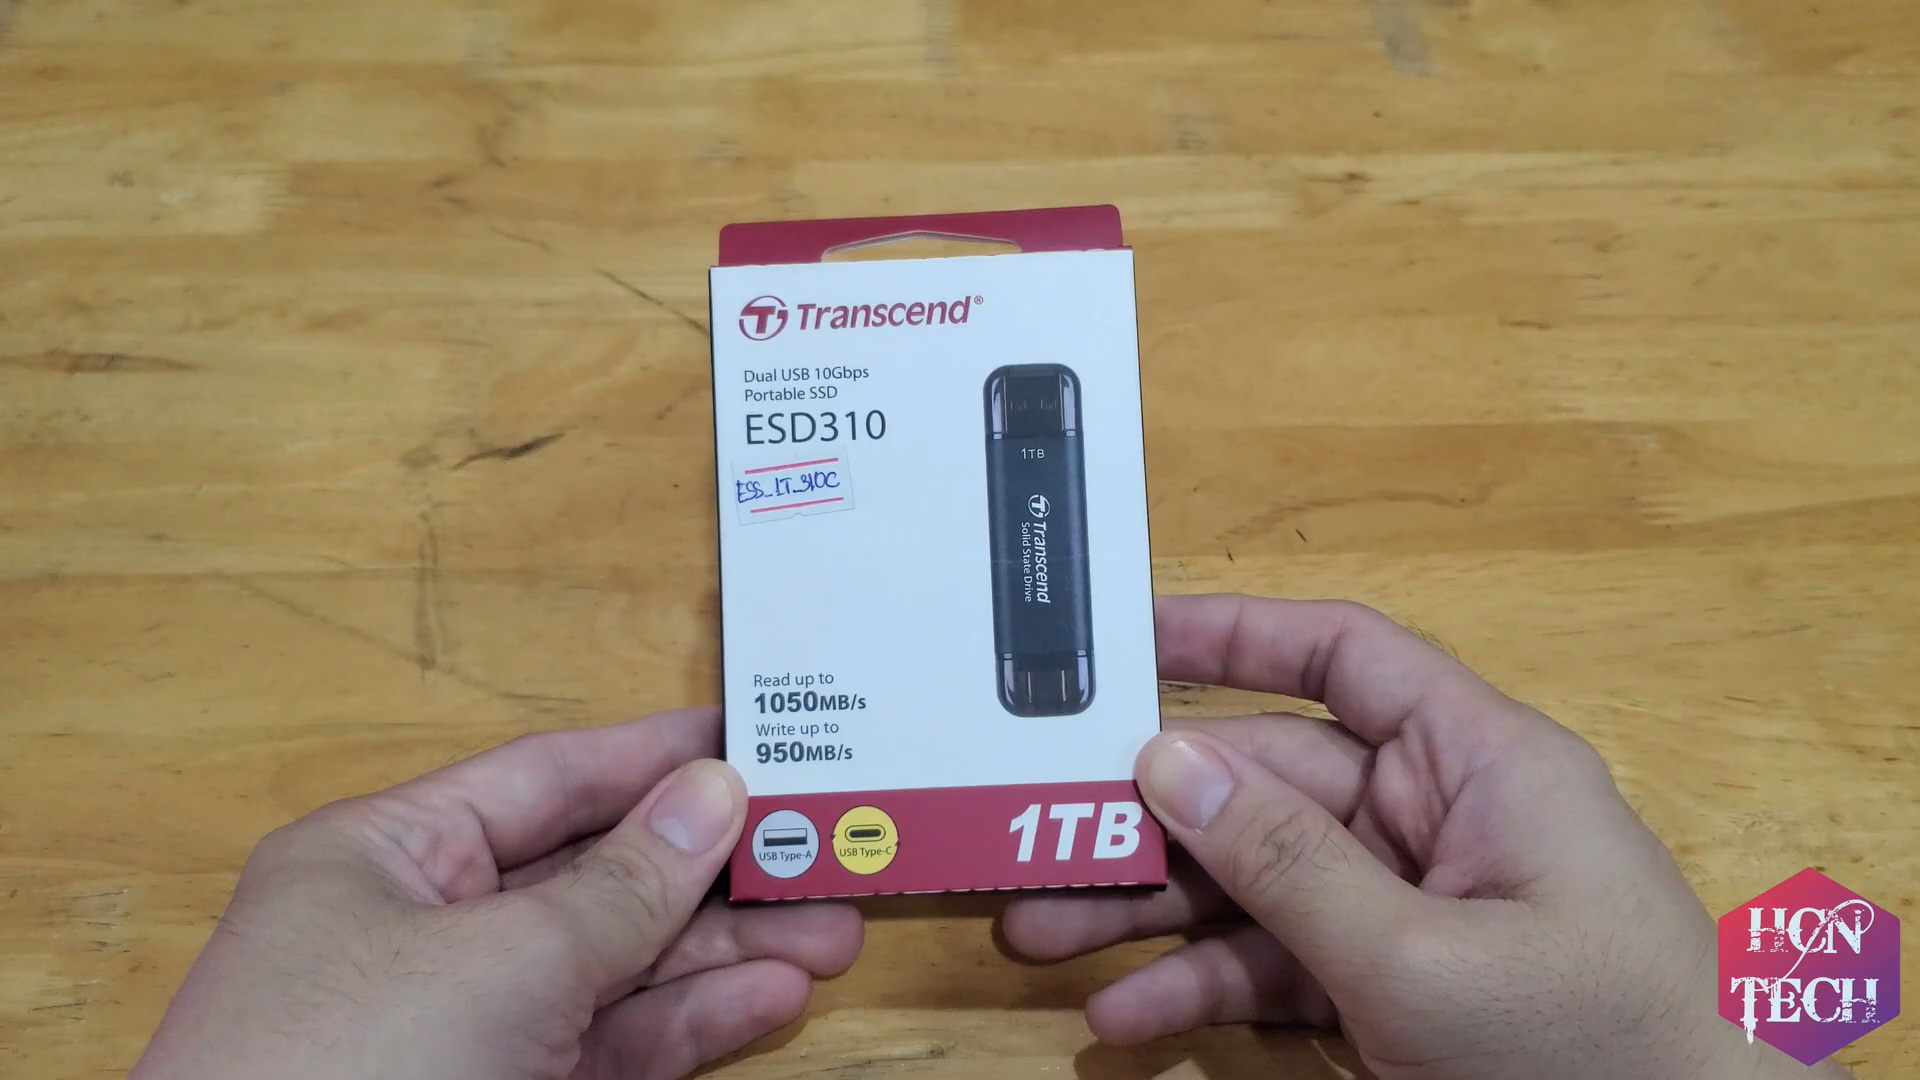 Transcend®
Dual USB 10Gbps
Portable SSD
ESD310
ESS_1T_310C
1TB
Transcend
Solid State Drive
Read up to
1050MB/s
Write up to
950MB/s
USB Type-A
USB Type-C
1TB
HCN
TECH